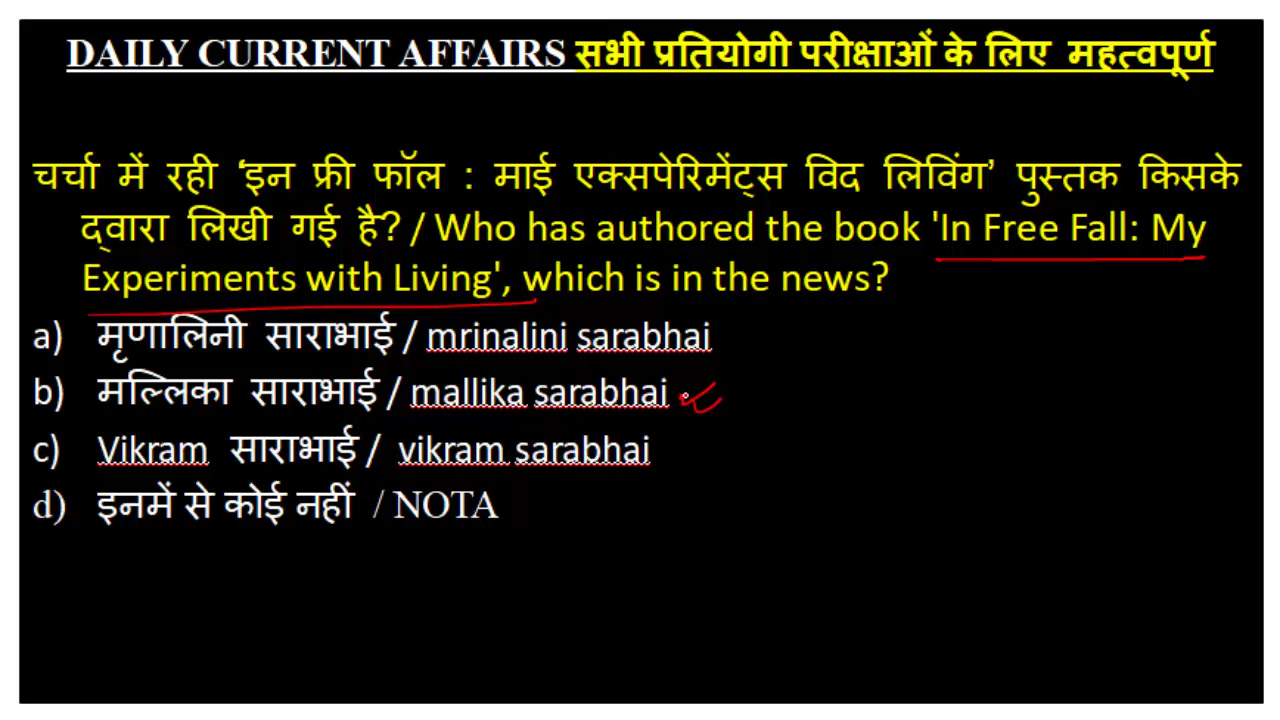 DAILY CURRENT AFFAIRS सभी प्रतियोगी परीक्षाओं के लिए महत्वपूर्ण
चर्चा में रही ‘इन फ्री फॉल : माई एक्सपेरिमेंट्स विद लिविंग’ पुस्तक किसके
द्वारा लिखी गई है? / Who has authored the book 'In Free Fall: My
Experiments with Living', which is in the news?
a) मृणालिनी साराभाई / mrinalini sarabhai
b) मल्लिका साराभाई / mallika sarabhai
c) Vikram साराभाई / vikram sarabhai
d) इनमें से कोई नहीं / NOTA